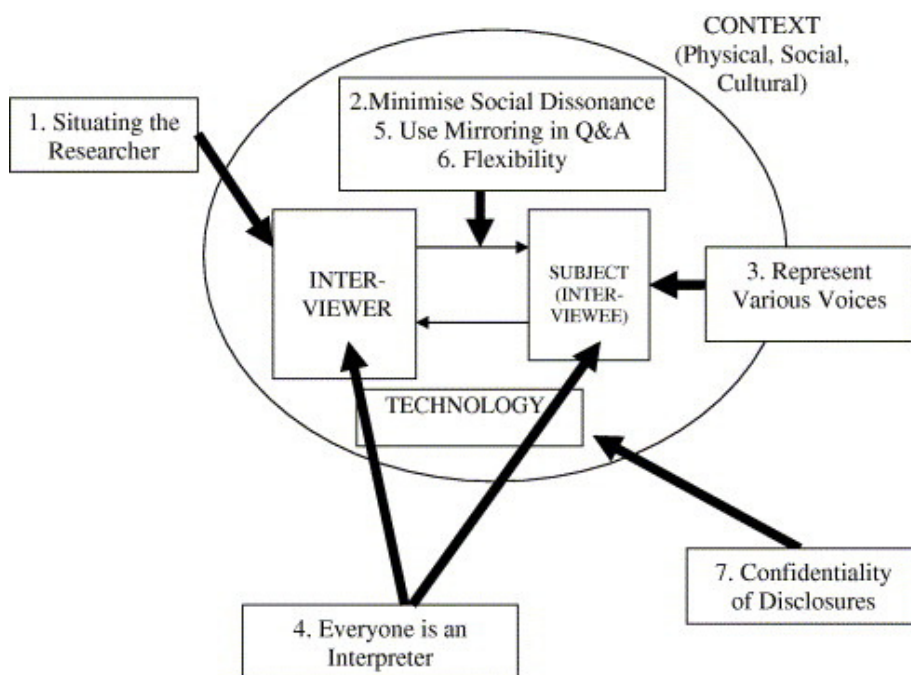 CONTEXT
(Physical, Social,
Cultural)
1. Situating the
Researcher
2.Minimise Social Dissonance
5. Use Mirroring in Q&A
6. Flexibility
INTER-
VIEWER
SUBJECT
(INTER-
VIEWEE)
3. Represent
Various Voices
TECHNOLOGY
7. Confidentiality
of Disclosures
4. Everyone is an
Interpreter